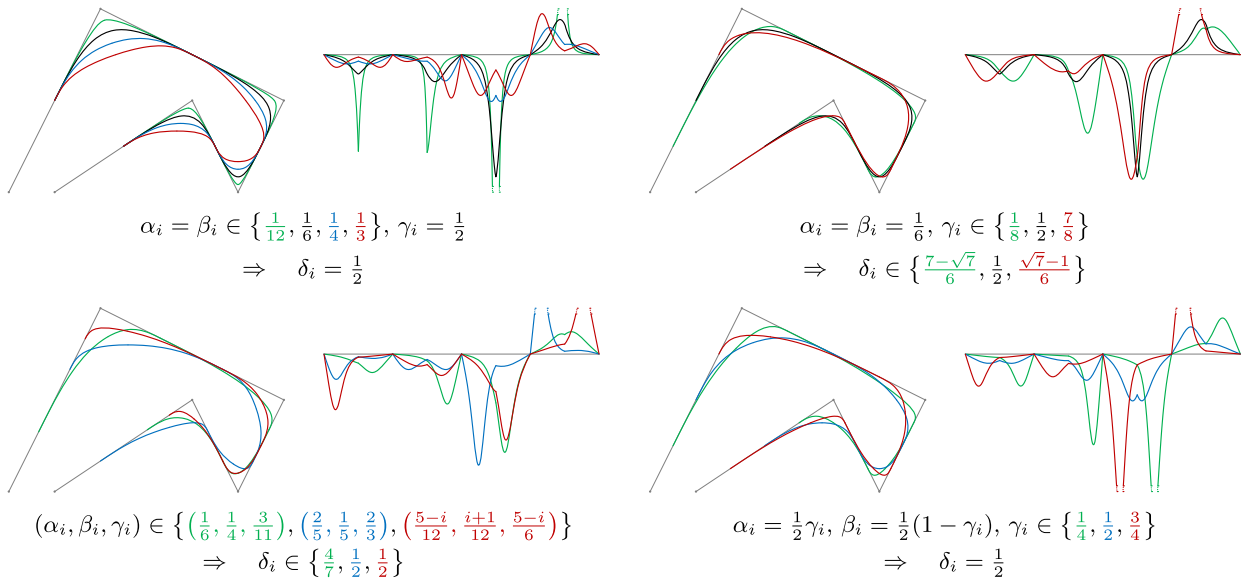 αᵢ = βᵢ ∈ {1/12, 1/6, 1/4, 1/3}, γᵢ = 1/2
⇒ δᵢ = 1/2
αᵢ = βᵢ = 1/6, γᵢ ∈ {1/8, 1/2, 7/8}
⇒ δᵢ ∈ {(7−√7)/6, 1/2, (√7−1)/6}
(αᵢ, βᵢ, γᵢ) ∈ {(1/6, 1/4, 3/11), (2/5, 1/5, 2/3), ((5−i)/12, (i+1)/12, (5−i)/6)}
⇒ δᵢ ∈ {4/7, 1/2, 1/2}
αᵢ = 1/2 γᵢ, βᵢ = 1/2 (1 − γᵢ), γᵢ ∈ {1/4, 1/2, 3/4}
⇒ δᵢ = 1/2